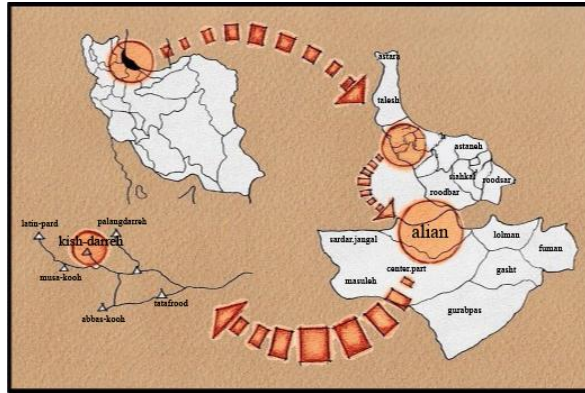 astara
talesh
astaneh
siahkal
roodsar
roodbar
alian
lolman
fuman
sardar.jangal
center.part
gasht
masuleh
gurabpas
latin-pard
palangdarreh
kish-darreh
musa-kooh
tatafrood
abbas-kooh